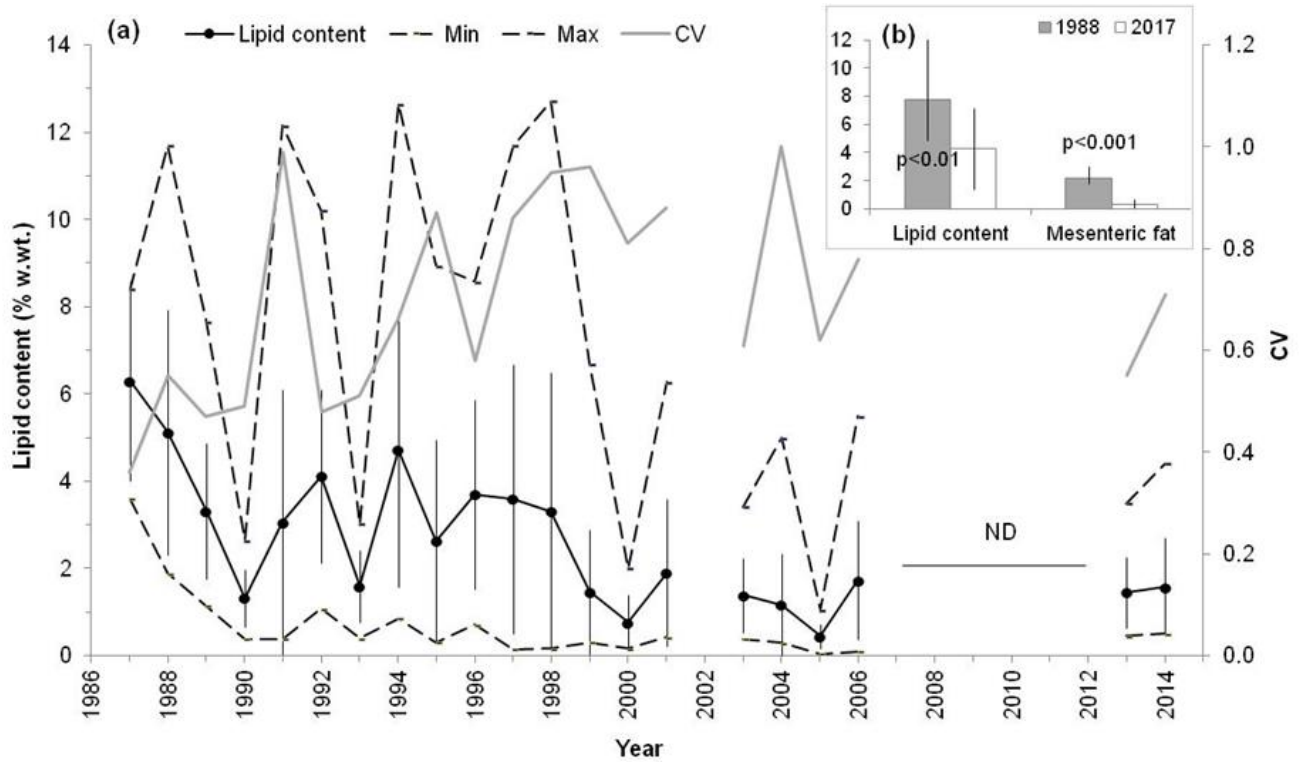 (a) Lipid content Min Max CV
14
12
10
8
6
4
2
0
Lipid content (% w.wt.)
1.2
1.0
0.8
0.6
0.4
0.2
0.0
CV
ND
1986 1988 1990 1992 1994 1996 1998 2000 2002 2004 2006 2008 2010 2012 2014
Year
(b) 1988 2017
12
10
8
6
4
2
0
p<0.01 p<0.001
Lipid content Mesenteric fat